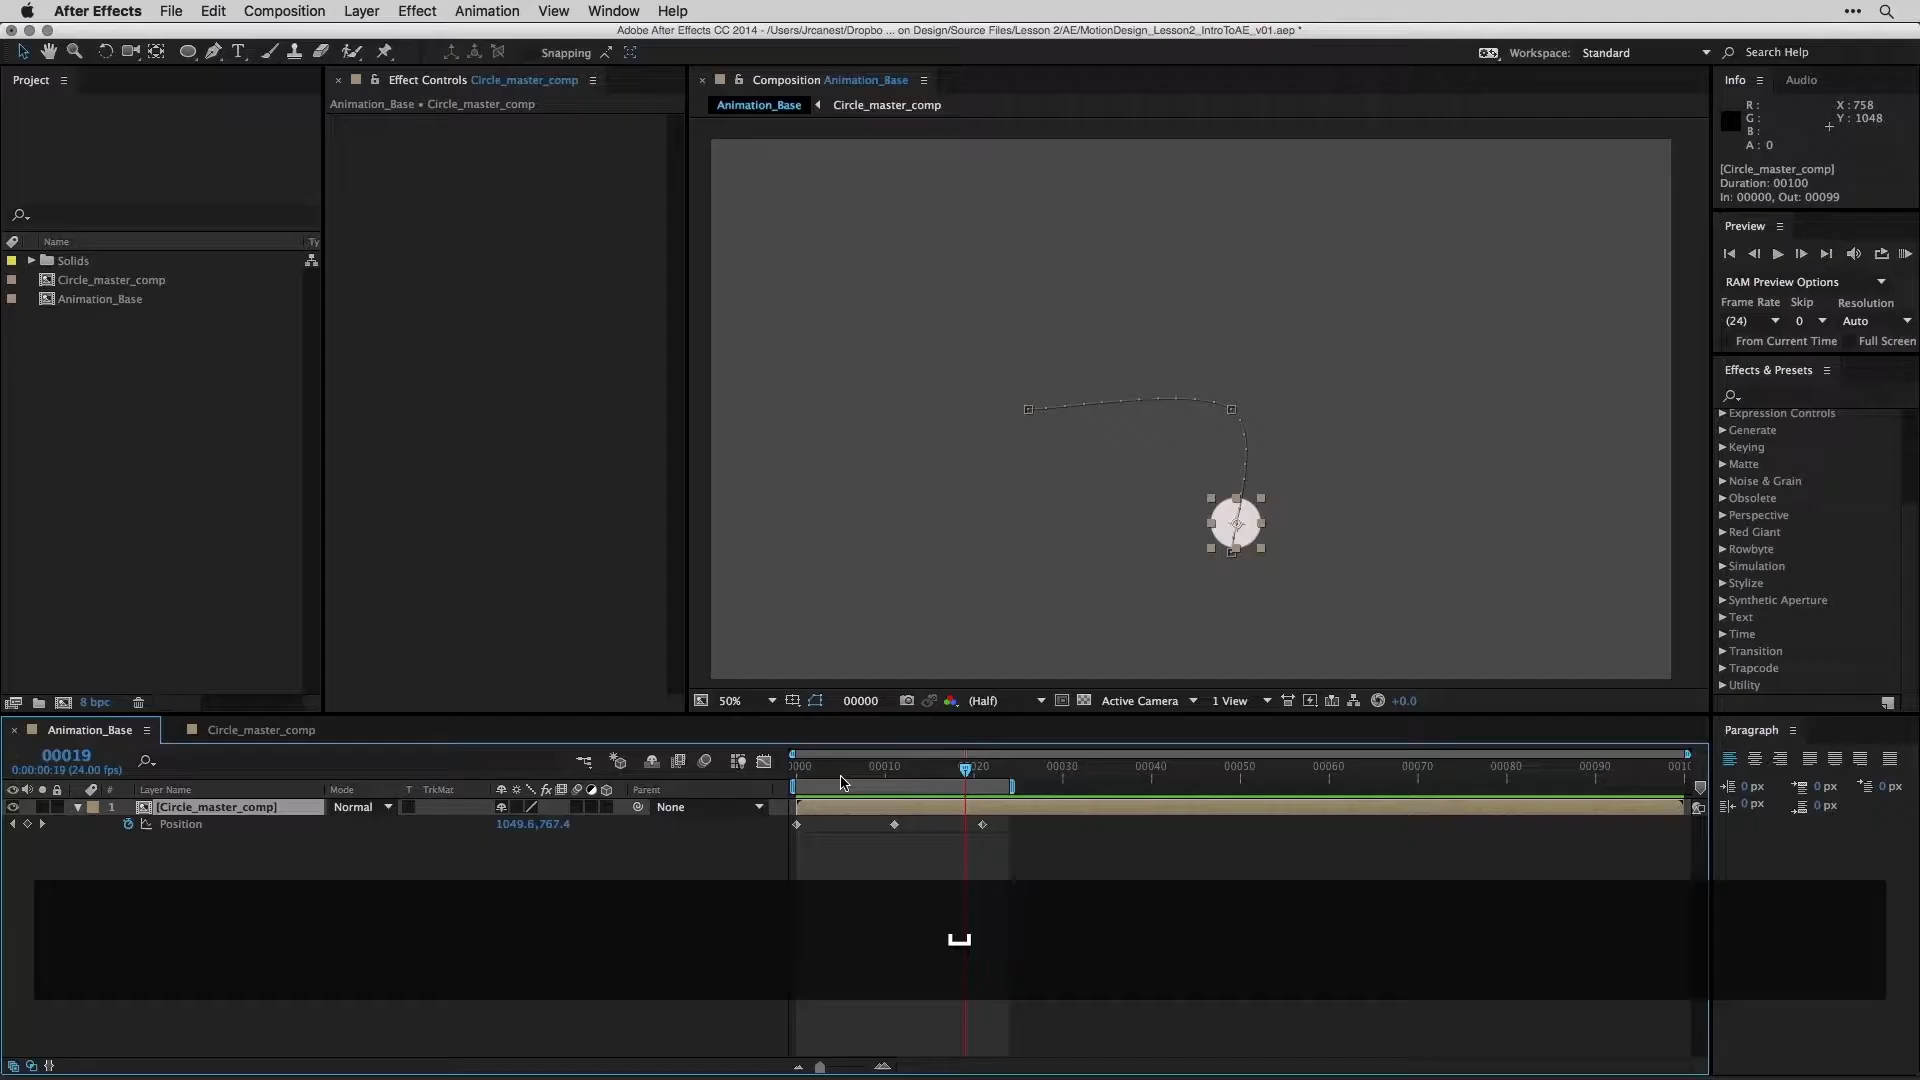 After Effects File Edit Composition Layer Effect Animation View Window Help
Adobe After Effects CC 2014 - /Users/Jrcanest/Dropbo ... on Design/Source Files/Lesson 2/AE/MotionDesign_Lesson2_IntroToAE_v01.aep *
Snapping
Workspace: Standard
Search Help
Project
Effect Controls Circle_master_comp
Composition Animation_Base
Info
Audio
Animation_Base • Circle_master_comp
Animation_Base
Circle_master_comp
R :
G :
B :
A : 0
X : 758
Y : 1048
[Circle_master_comp]
Duration: 00100
In: 00000, Out: 00099
Preview
Name
Ty
Solids
Circle_master_comp
Animation_Base
RAM Preview Options
Frame Rate Skip Resolution
(24) 0 Auto
From Current Time Full Screen
Effects & Presets
Expression Controls
Generate
Keying
Matte
Noise & Grain
Obsolete
Perspective
Red Giant
Rowbyte
Simulation
Stylize
Synthetic Aperture
Text
Time
Transition
Trapcode
Utility
8 bpc
50%
00000
(Half)
Active Camera
1 View
+0.0
Animation_Base
Circle_master_comp
Paragraph
00019
0:00:00:19 (24.00 fps)
0000 00010 00020 00030 00040 00050 00060 00070 00080 00090 0010
# Layer Name Mode T TrkMat Parent
1 [Circle_master_comp] Normal None
Position 1049.6,767.4
0 px 0 px 0 px
0 px 0 px